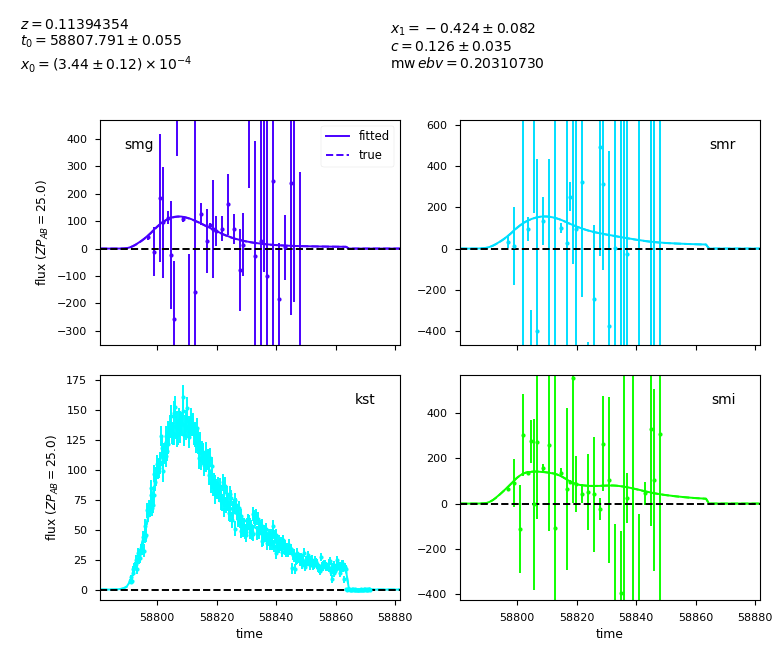 z = 0.11394354
t0 = 58807.791 ± 0.055
x0 = (3.44 ± 0.12) × 10^−4
x1 = −0.424 ± 0.082
c = 0.126 ± 0.035
mw ebv = 0.20310730
smg
fitted
true
400
300
200
100
0
−100
−200
−300
flux (ZP_AB = 25.0)
smr
600
400
200
0
−200
−400
kst
175
150
125
100
75
50
25
0
flux (ZP_AB = 25.0)
58800 58820 58840 58860 58880
time
smi
400
200
0
−200
−400
58800 58820 58840 58860 58880
time